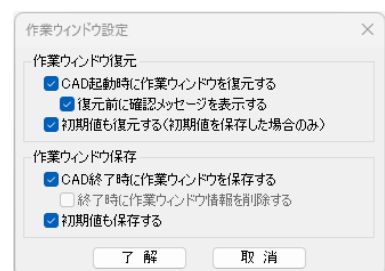 作業ウィンドウ設定
作業ウィンドウ復元
CAD起動時に作業ウィンドウを復元する
復元前に確認メッセージを表示する
初期値も復元する(初期値を保存した場合のみ)
作業ウィンドウ保存
CAD終了時に作業ウィンドウを保存する
終了時に作業ウィンドウ情報を削除する
初期値も保存する
了解 取消